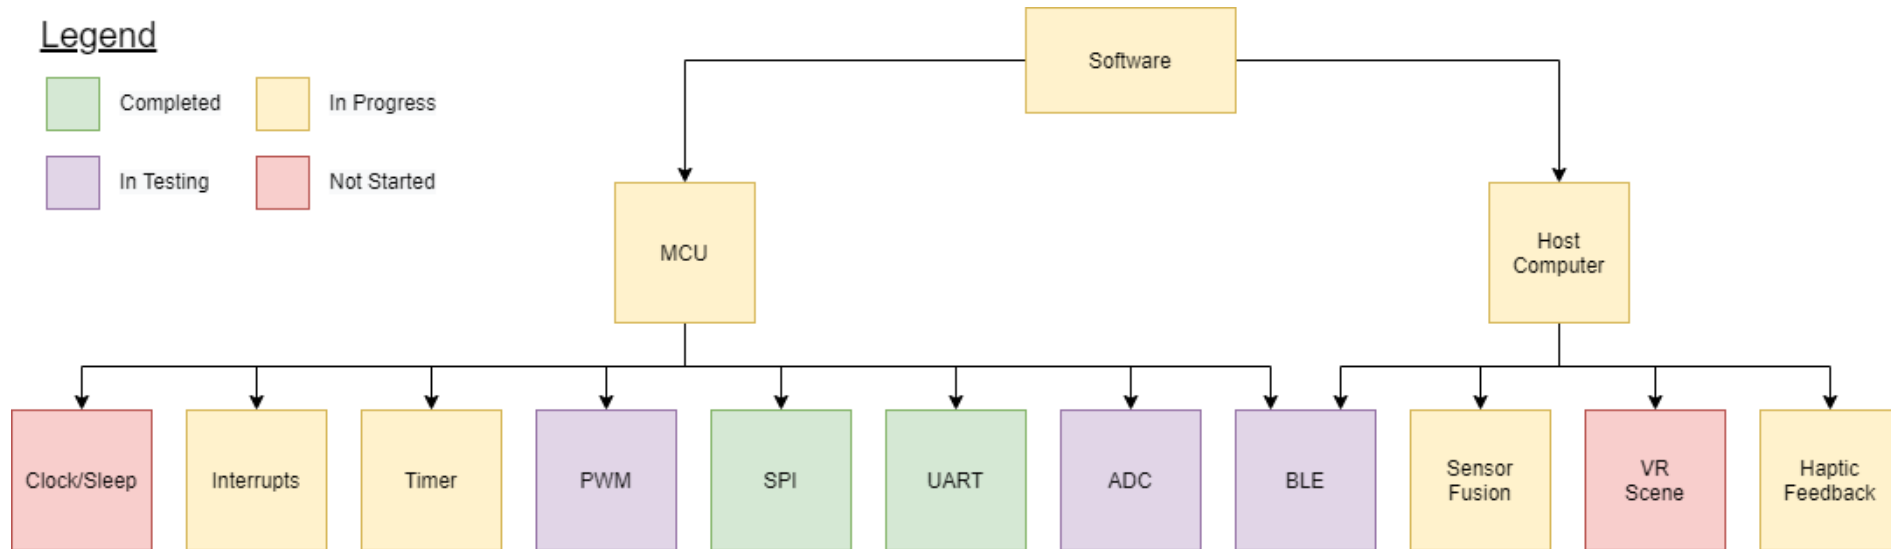 Legend
Completed
In Progress
In Testing
Not Started
Software
MCU
Host
Computer
Clock/Sleep
Interrupts
Timer
PWM
SPI
UART
ADC
BLE
Sensor
Fusion
VR
Scene
Haptic
Feedback